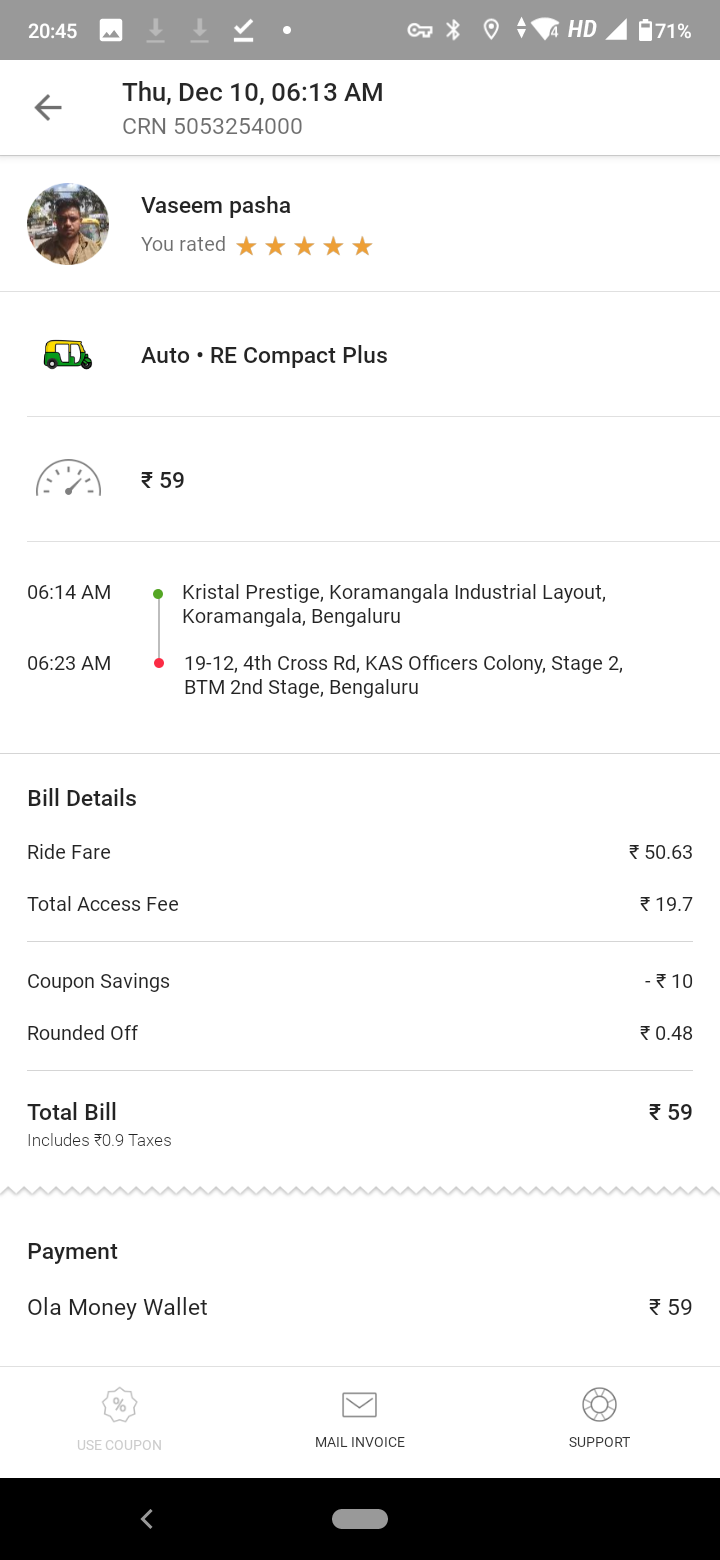 20:45
4 HD 71%
Thu, Dec 10, 06:13 AM
CRN 5053254000
Vaseem pasha
You rated
Auto • RE Compact Plus
₹ 59
06:14 AM Kristal Prestige, Koramangala Industrial Layout,
Koramangala, Bengaluru
06:23 AM 19-12, 4th Cross Rd, KAS Officers Colony, Stage 2,
BTM 2nd Stage, Bengaluru
Bill Details
Ride Fare ₹ 50.63
Total Access Fee ₹ 19.7
Coupon Savings - ₹ 10
Rounded Off ₹ 0.48
Total Bill ₹ 59
Includes ₹0.9 Taxes
Payment
Ola Money Wallet ₹ 59
%
USE COUPON MAIL INVOICE SUPPORT